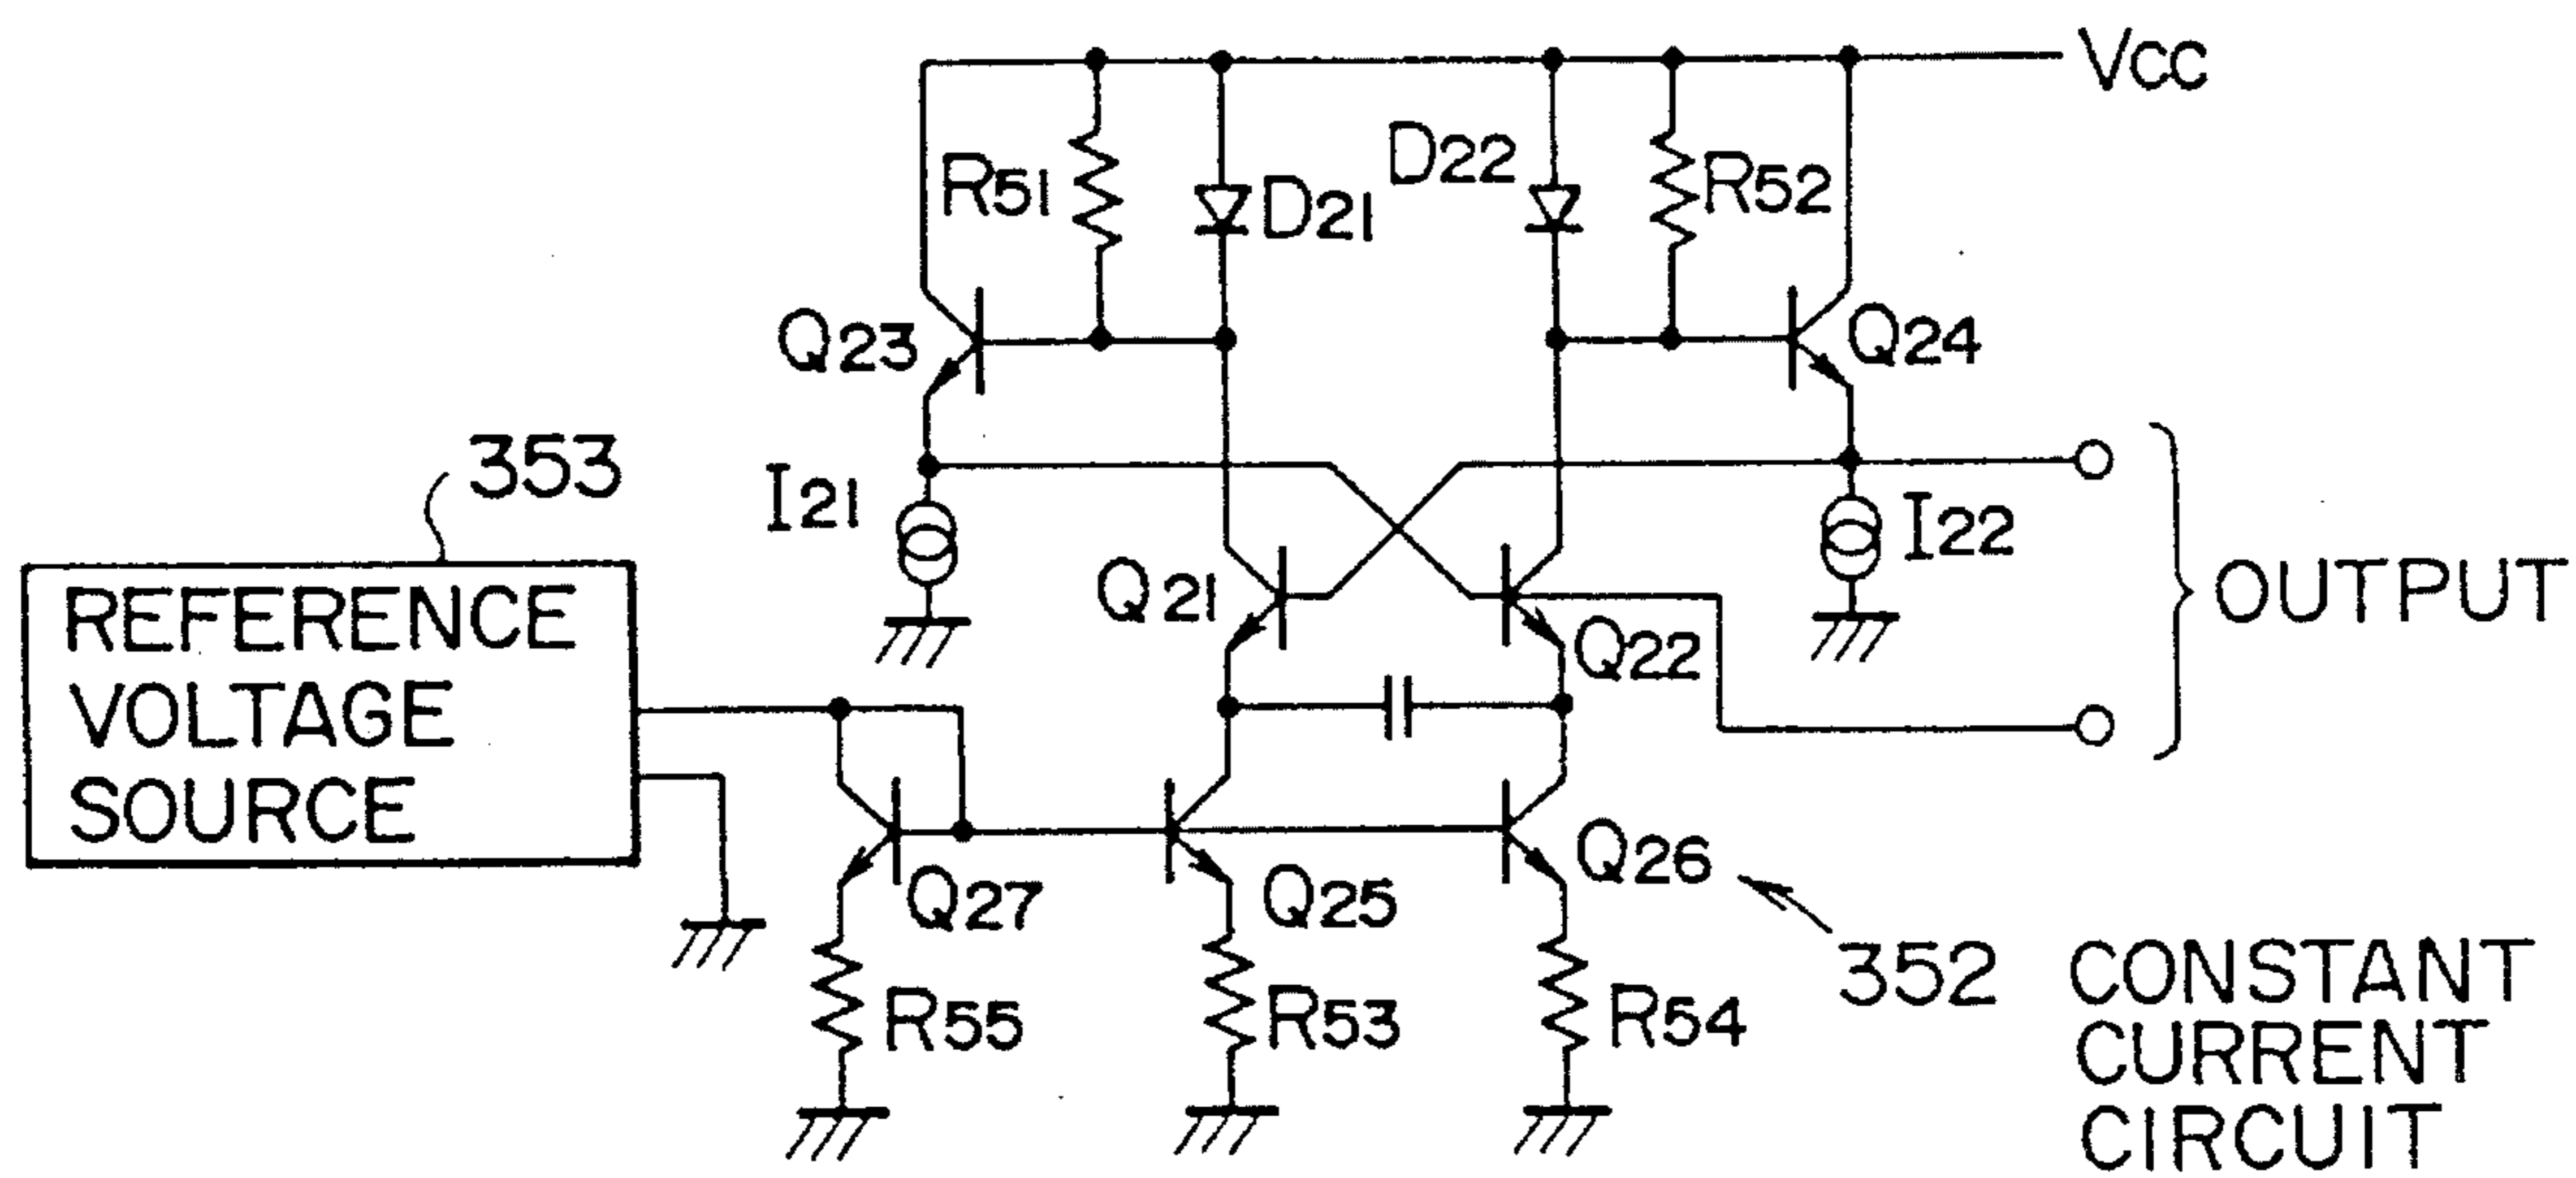 VCC
R51
D21
D22
R52
Q23
Q24
353
I21
I22
REFERENCE
VOLTAGE
SOURCE
Q21
Q22
OUTPUT
Q27
Q25
Q26
R55
R53
R54
352 CONSTANT
CURRENT
CIRCUIT